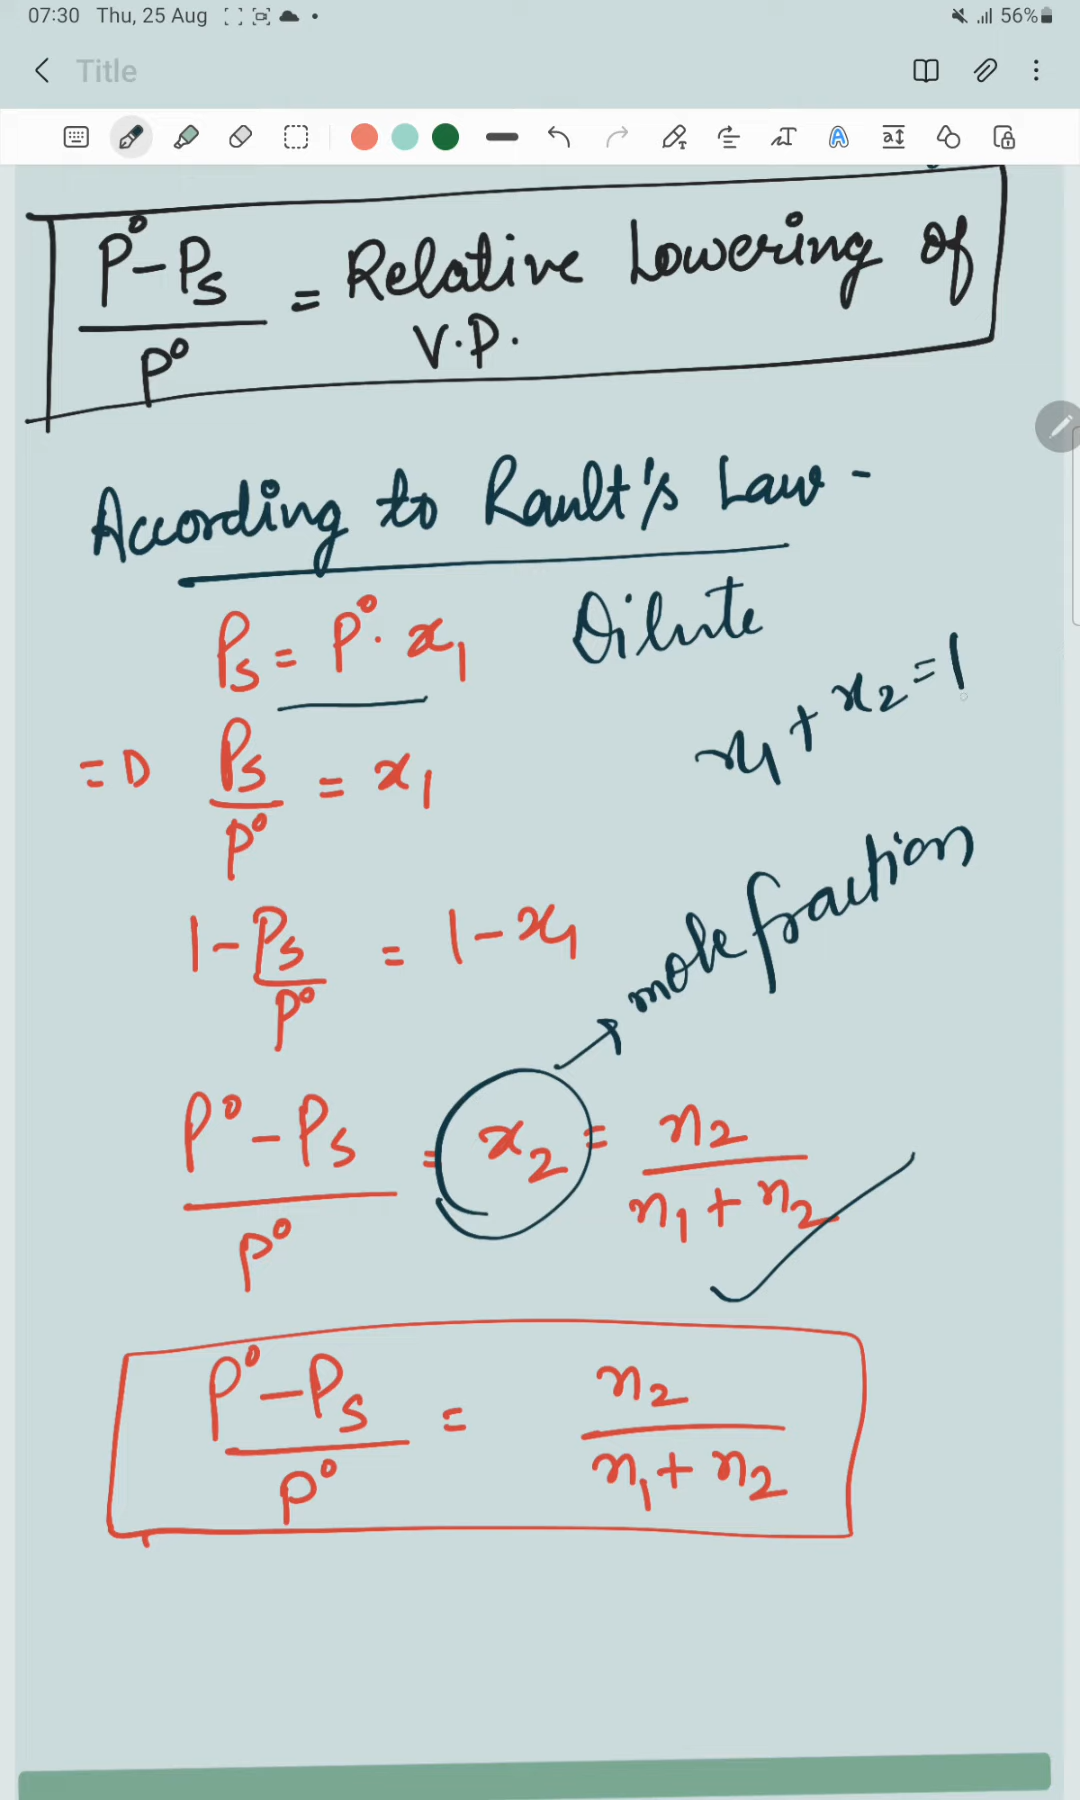 07:30 Thu, 25 Aug
56%
Title
P° - Ps / P° = Relative Lowering of
V.P.
According to Rault's Law -
Ps = P° . x₁ Dilute
x₁ + x₂ = 1
=D Ps / P° = x₁
1 - Ps / P° = 1 - x₁
mole fraction
P° - Ps / P° = x₂ = n₂ / n₁ + n₂
P° - Ps / P° = n₂ / n₁ + n₂